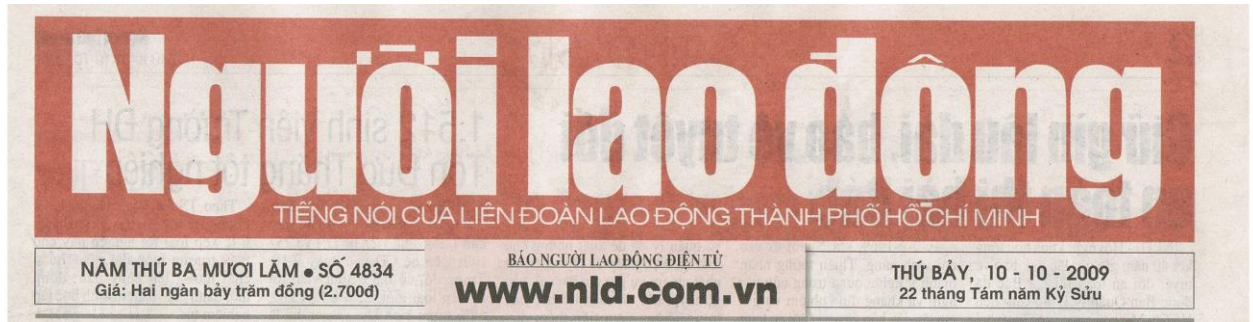 Người lao động
TIẾNG NÓI CỦA LIÊN ĐOÀN LAO ĐỘNG THÀNH PHỐ HỒ CHÍ MINH
NĂM THỨ BA MƯƠI LĂM ● SỐ 4834
Giá: Hai ngàn bảy trăm đồng (2.700đ)
BÁO NGƯỜI LAO ĐỘNG ĐIỆN TỬ
www.nld.com.vn
THỨ BẢY, 10 - 10 - 2009
22 tháng Tám năm Kỷ Sửu